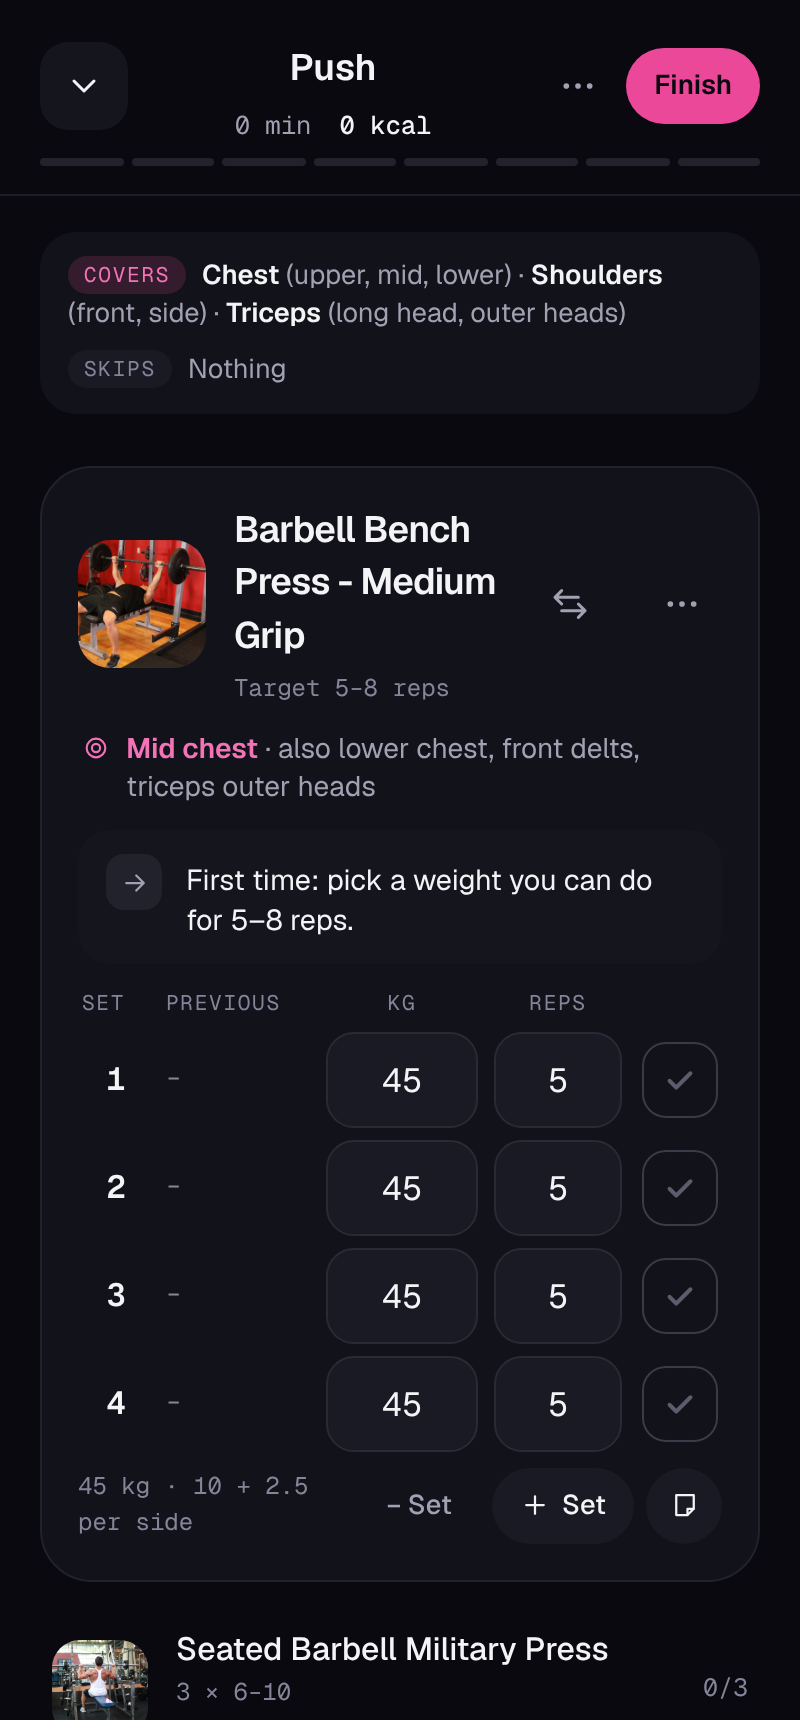 Push
Finish
0 min 0 kcal
COVERS Chest (upper, mid, lower) · Shoulders
(front, side) · Triceps (long head, outer heads)
SKIPS Nothing
Barbell Bench
Press - Medium
Grip
Target 5–8 reps
Mid chest · also lower chest, front delts,
triceps outer heads
First time: pick a weight you can do
for 5–8 reps.
SET PREVIOUS KG REPS
1 – 45 5
2 – 45 5
3 – 45 5
4 – 45 5
45 kg · 10 + 2.5
per side
– Set
+ Set
Seated Barbell Military Press
3 × 6–10
0/3